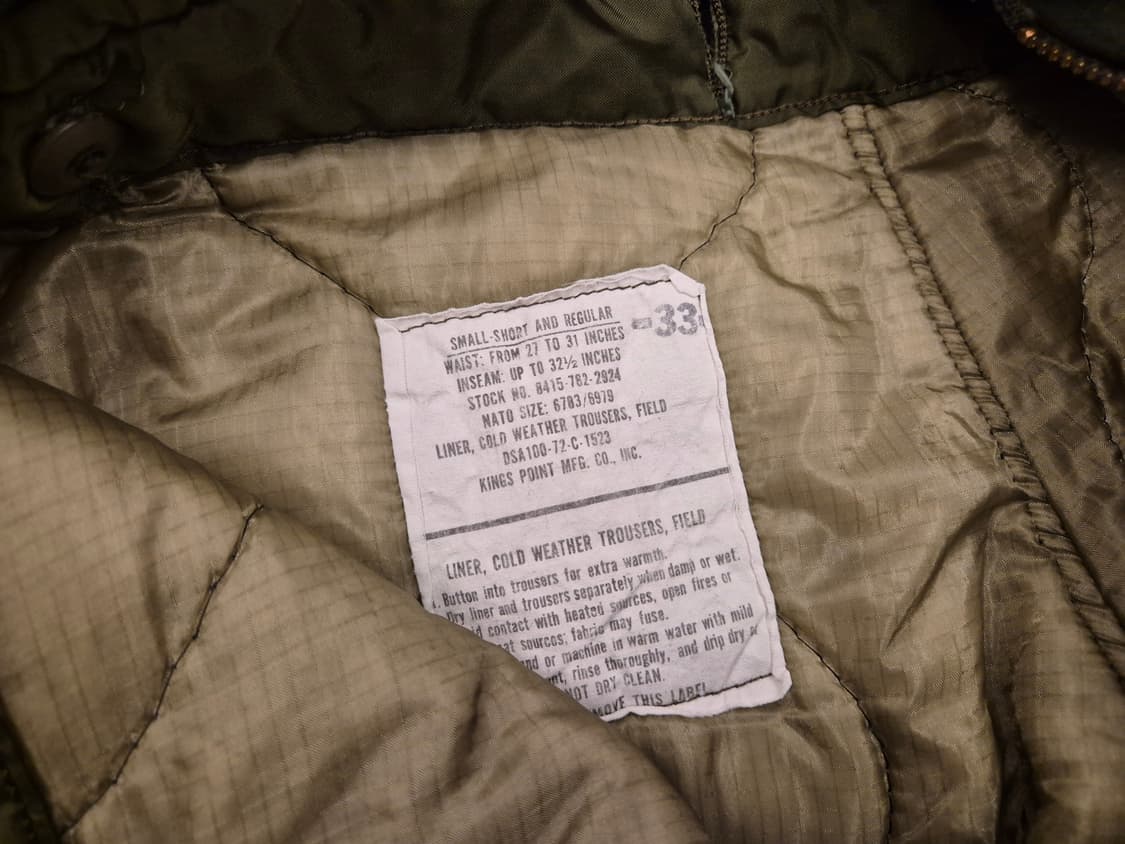 -33
SMALL-SHORT AND REGULAR
WAIST: FROM 27 TO 31 INCHES
INSEAM: UP TO 32½ INCHES
STOCK NO. 8415-782-2924
NATO SIZE: 6783/6979
LINER, COLD WEATHER TROUSERS, FIELD
DSA100-72-C-1523
KINGS POINT MFG. CO., INC.
LINER, COLD WEATHER TROUSERS, FIELD
Button into trousers for extra warmth.
Dry liner and trousers separately when damp or wet.
contact with heated sources, open fires or
sources; fabric may fuse.
or machine in warm water with mild
rinse thoroughly, and drip dry
NOT DRY CLEAN.
THIS LABEL